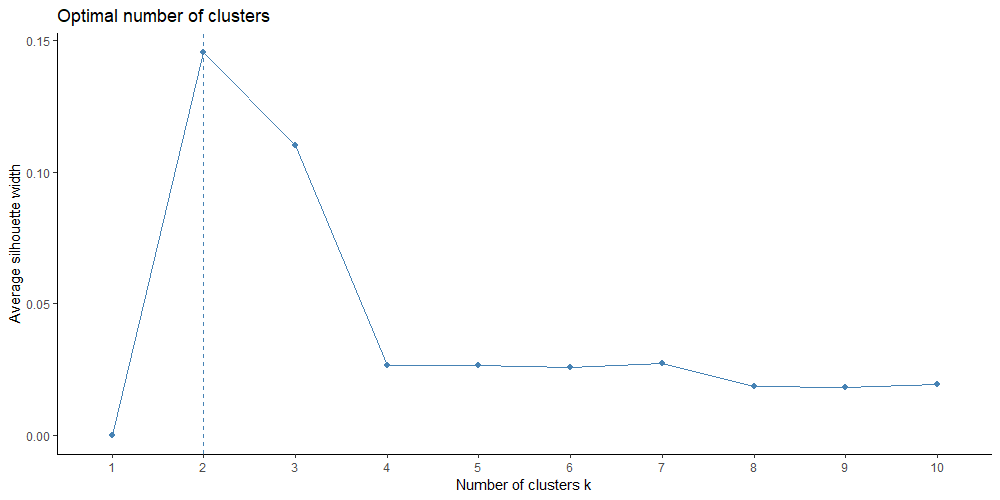 Optimal number of clusters
0.15
0.10
0.05
0.00
Average silhouette width
1 2 3 4 5 6 7 8 9 10
Number of clusters k